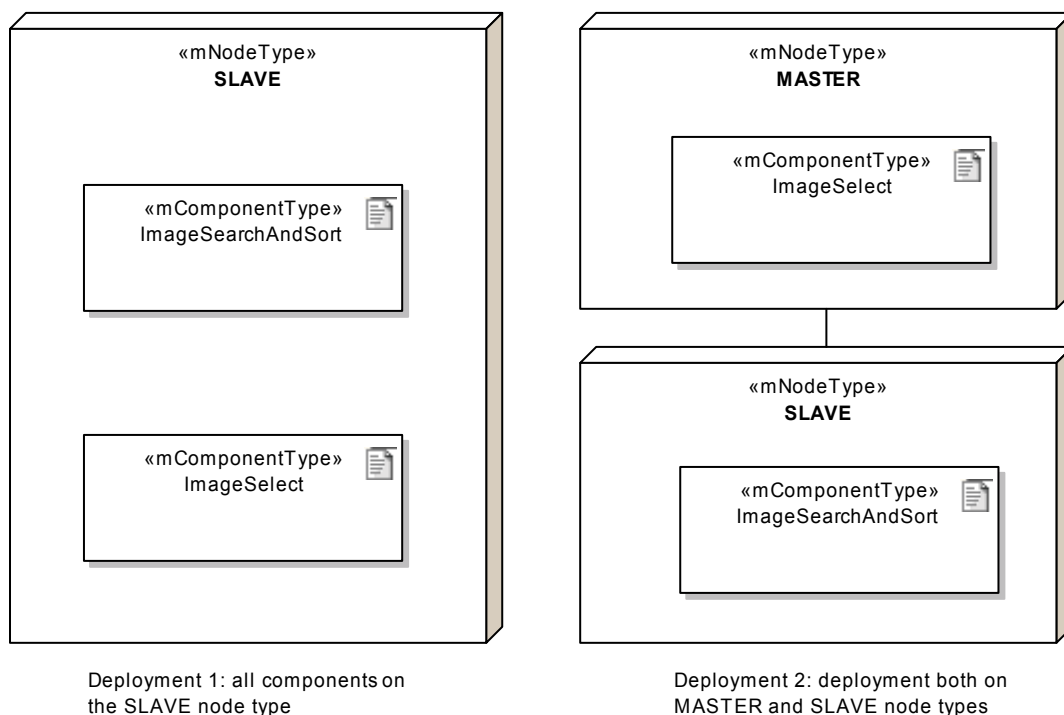 «mNodeType»
SLAVE
«mComponentType»
ImageSearchAndSort
«mComponentType»
ImageSelect
Deployment 1: all components on
the SLAVE node type
«mNodeType»
MASTER
«mComponentType»
ImageSelect
«mNodeType»
SLAVE
«mComponentType»
ImageSearchAndSort
Deployment 2: deployment both on
MASTER and SLAVE node types